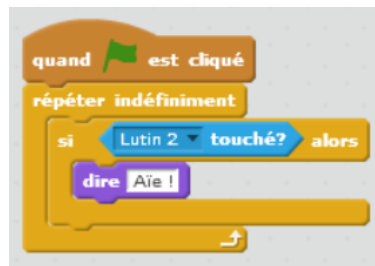 quand est cliqué
répéter indéfiniment
si Lutin 2 touché? alors
dire Aïe !